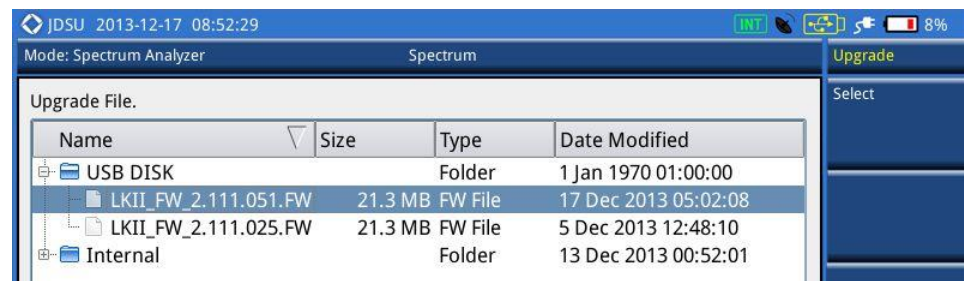 JDSU 2013-12-17 08:52:29 INT 8%
Mode: Spectrum Analyzer Spectrum Upgrade
Upgrade File. Select
Name Size Type Date Modified
USB DISK Folder 1 Jan 1970 01:00:00
LKII_FW_2.111.051.FW 21.3 MB FW File 17 Dec 2013 05:02:08
LKII_FW_2.111.025.FW 21.3 MB FW File 5 Dec 2013 12:48:10
Internal Folder 13 Dec 2013 00:52:01